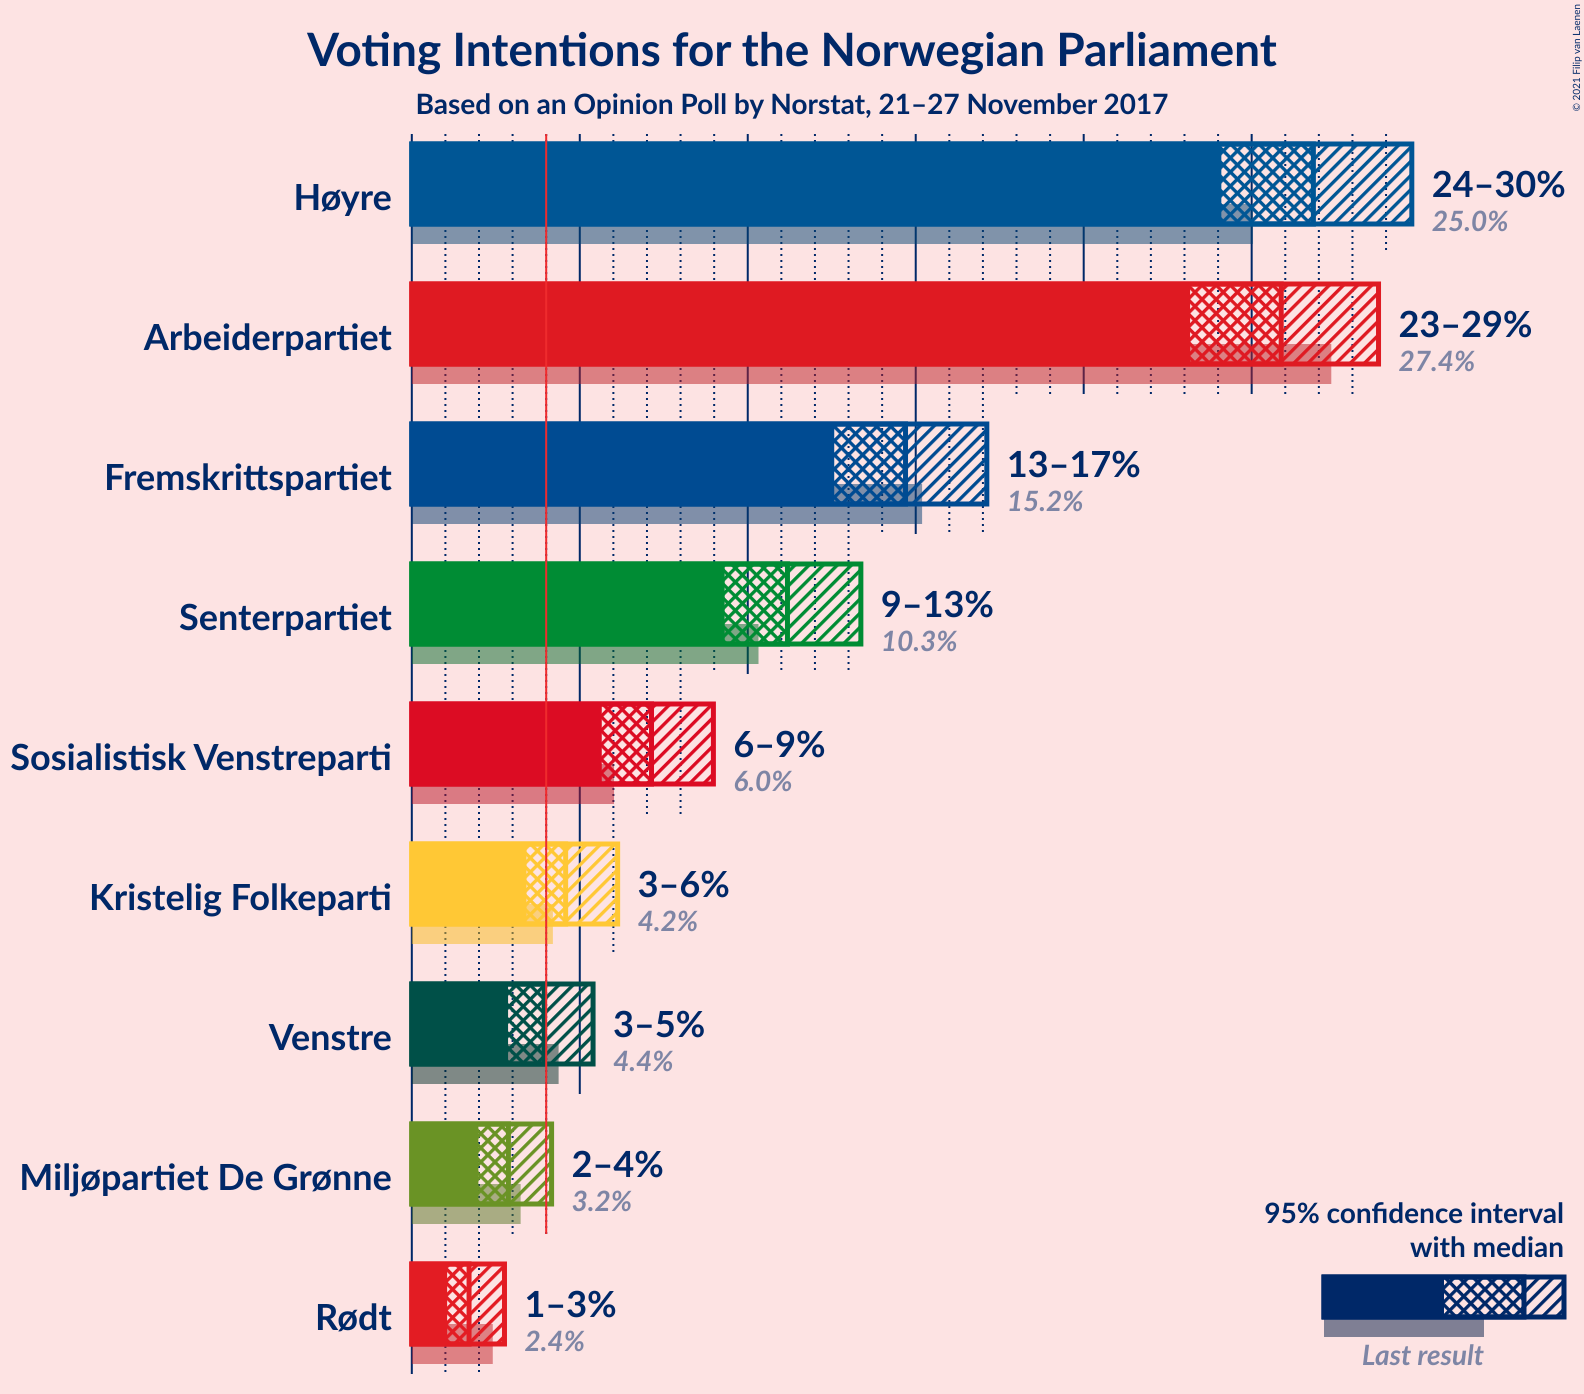 Voting Intentions for the Norwegian Parliament
Based on an Opinion Poll by Norstat, 21–27 November 2017
© 2021 Filip van Laenen
Høyre
24–30%
25.0%
Arbeiderpartiet
23–29%
27.4%
Fremskrittspartiet
13–17%
15.2%
Senterpartiet
9–13%
10.3%
Sosialistisk Venstreparti
6–9%
6.0%
Kristelig Folkeparti
3–6%
4.2%
Venstre
3–5%
4.4%
Miljøpartiet De Grønne
2–4%
3.2%
Rødt
1–3%
2.4%
95% confidence interval
with median
Last result